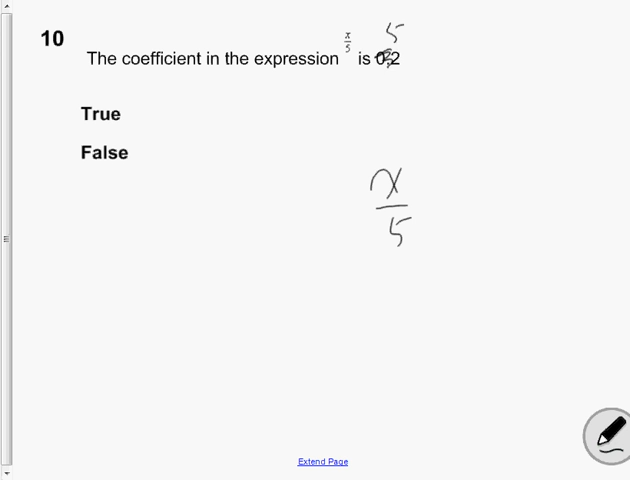 10
5
The coefficient in the expression x/5 is 0.2
True
False
x
5
Extend Page